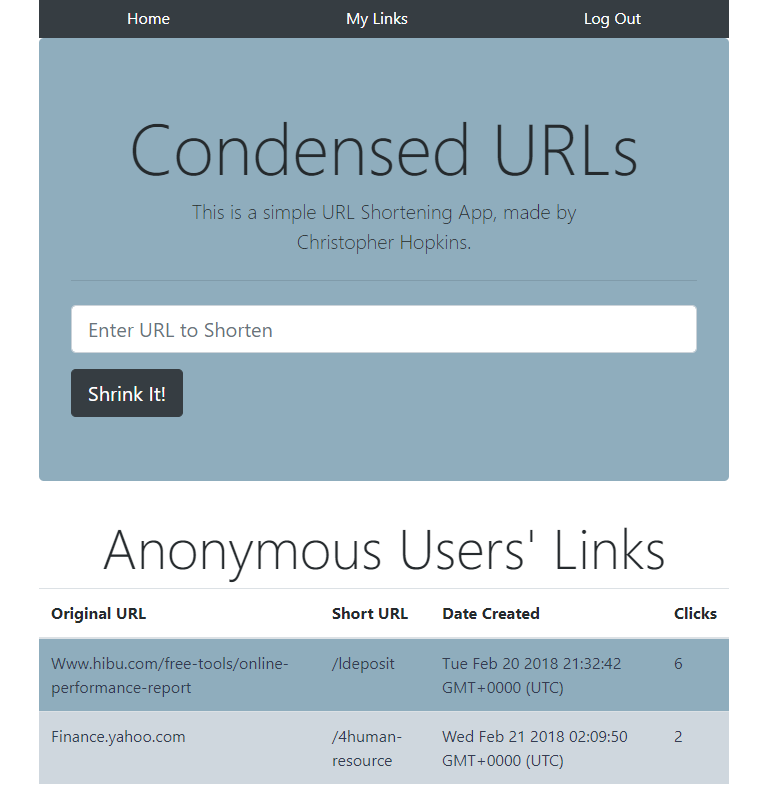 Home My Links Log Out
Condensed URLs
This is a simple URL Shortening App, made by
Christopher Hopkins.
Enter URL to Shorten
Shrink It!
Anonymous Users' Links
Original URL Short URL Date Created Clicks
Www.hibu.com/free-tools/online- /ldeposit Tue Feb 20 2018 21:32:42 6
performance-report GMT+0000 (UTC)
Finance.yahoo.com /4human- Wed Feb 21 2018 02:09:50 2
resource GMT+0000 (UTC)